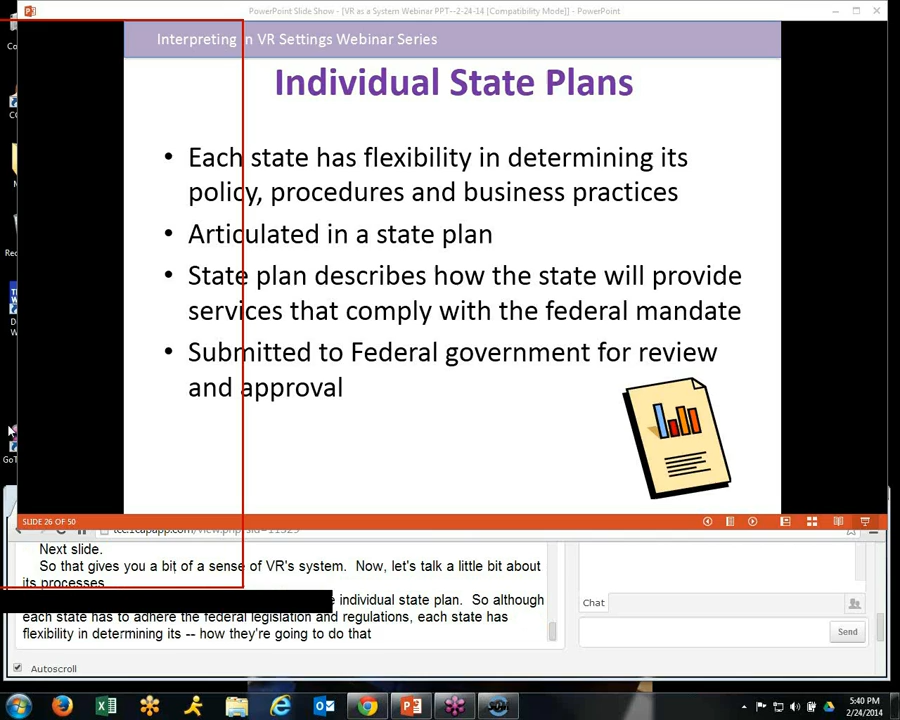 PowerPoint Slide Show - [VR as a System Webinar PPT--2-24-14 [Compatibility Mode]] - PowerPoint
Interpreting in VR Settings Webinar Series
Individual State Plans
• Each state has flexibility in determining its
policy, procedures and business practices
• Articulated in a state plan
• State plan describes how the state will provide
services that comply with the federal mandate
• Submitted to Federal government for review
and approval
SLIDE 26 OF 50
Next slide.
So that gives you a bit of a sense of VR's system. Now, let's talk a little bit about
its processes
individual state plan. So although
each state has to adhere the federal legislation and regulations, each state has
flexibility in determining its -- how they're going to do that
Chat
Send
Autoscroll
5:40 PM
2/24/2014